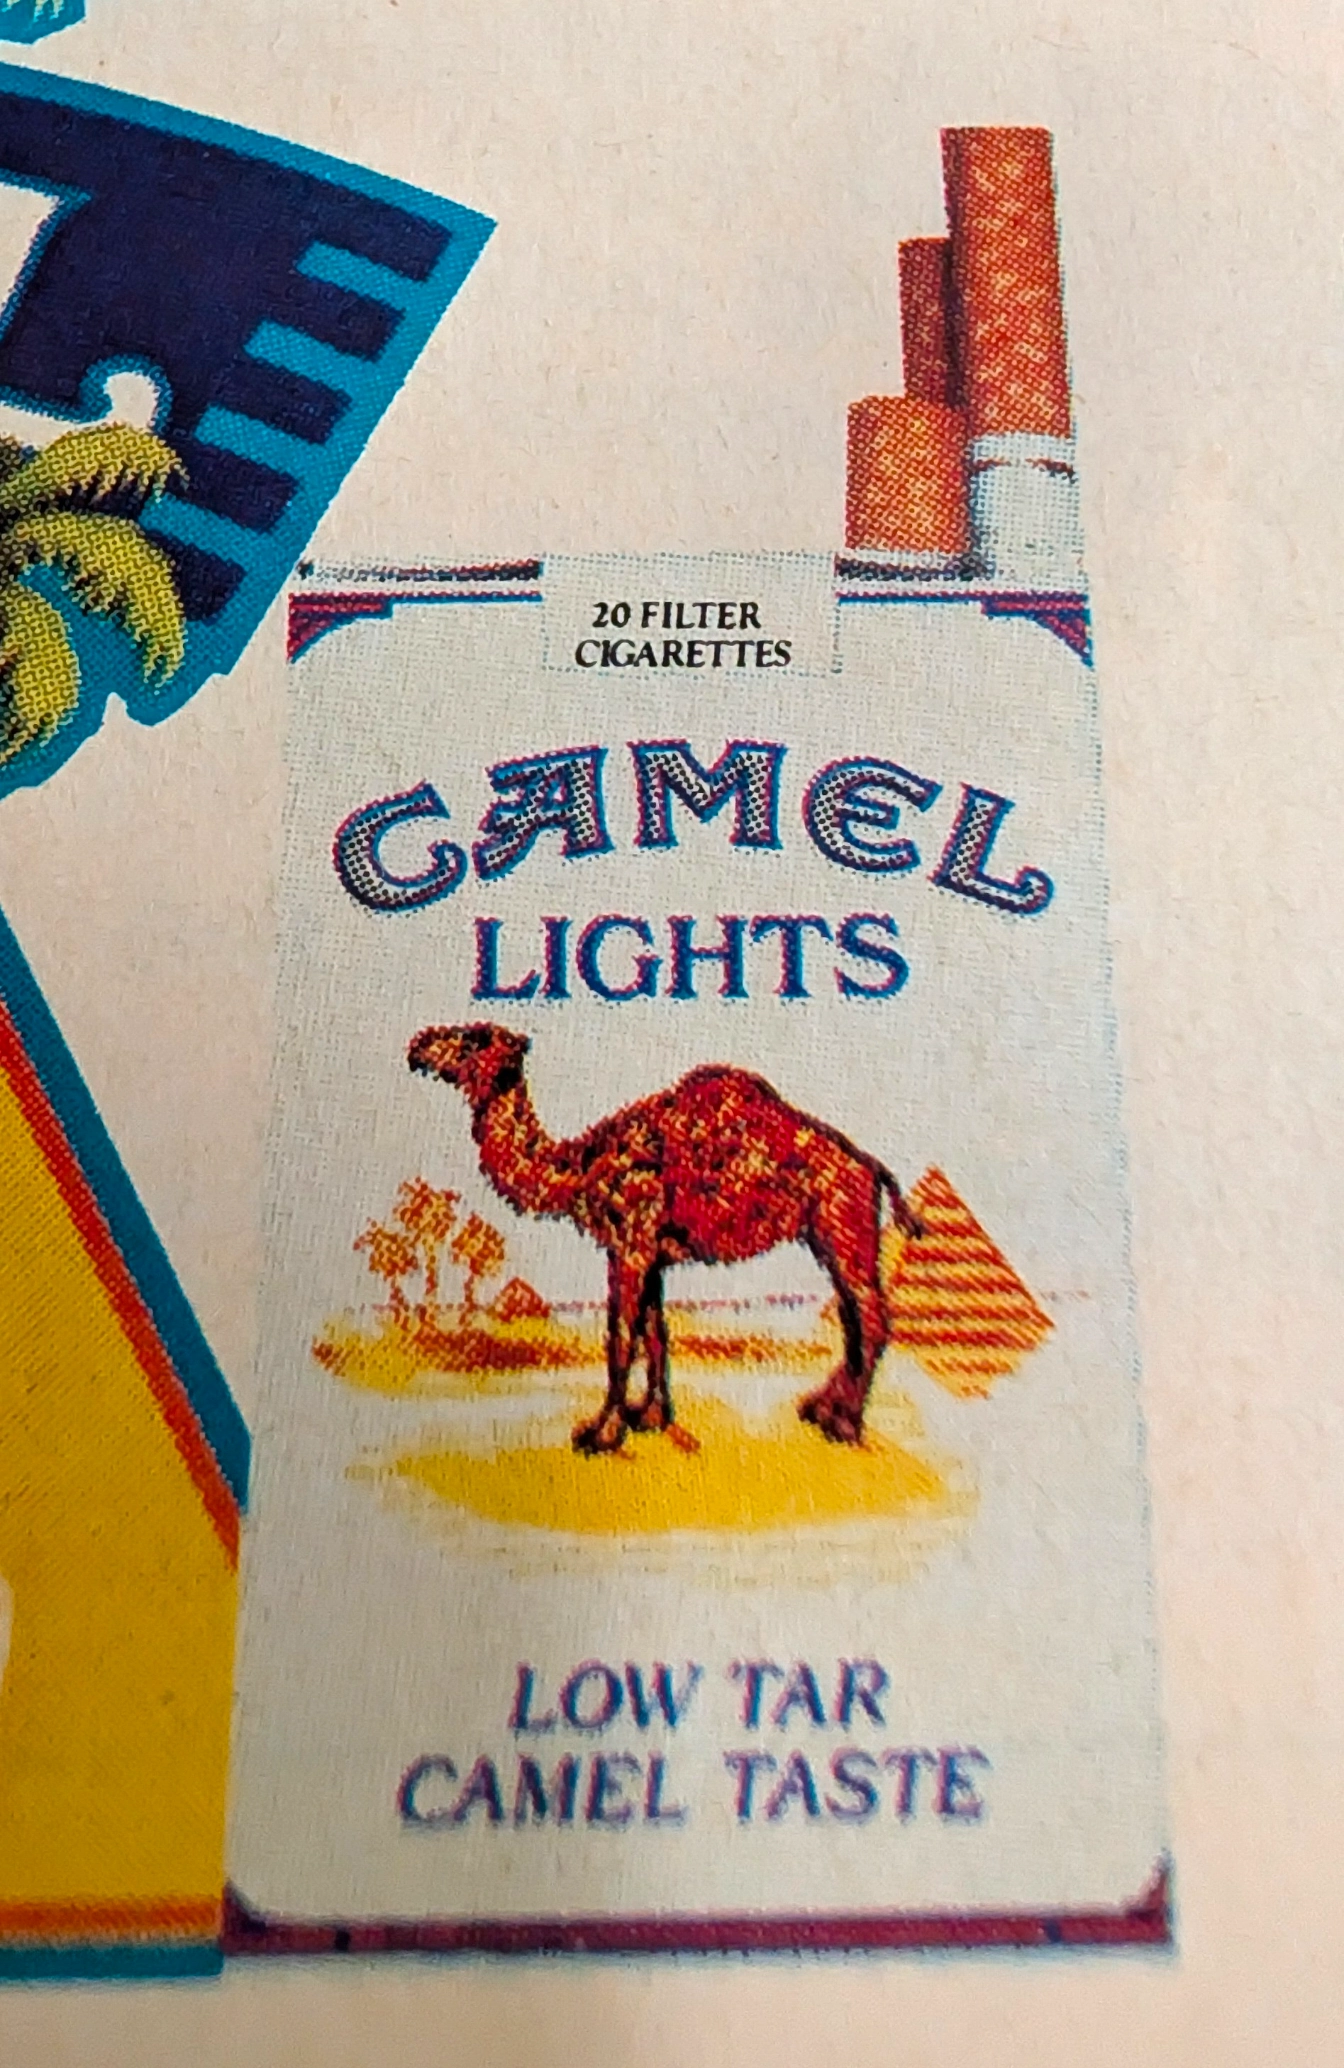 20 FILTER
CIGARETTES
CAMEL
LIGHTS
LOW TAR
CAMEL TASTE